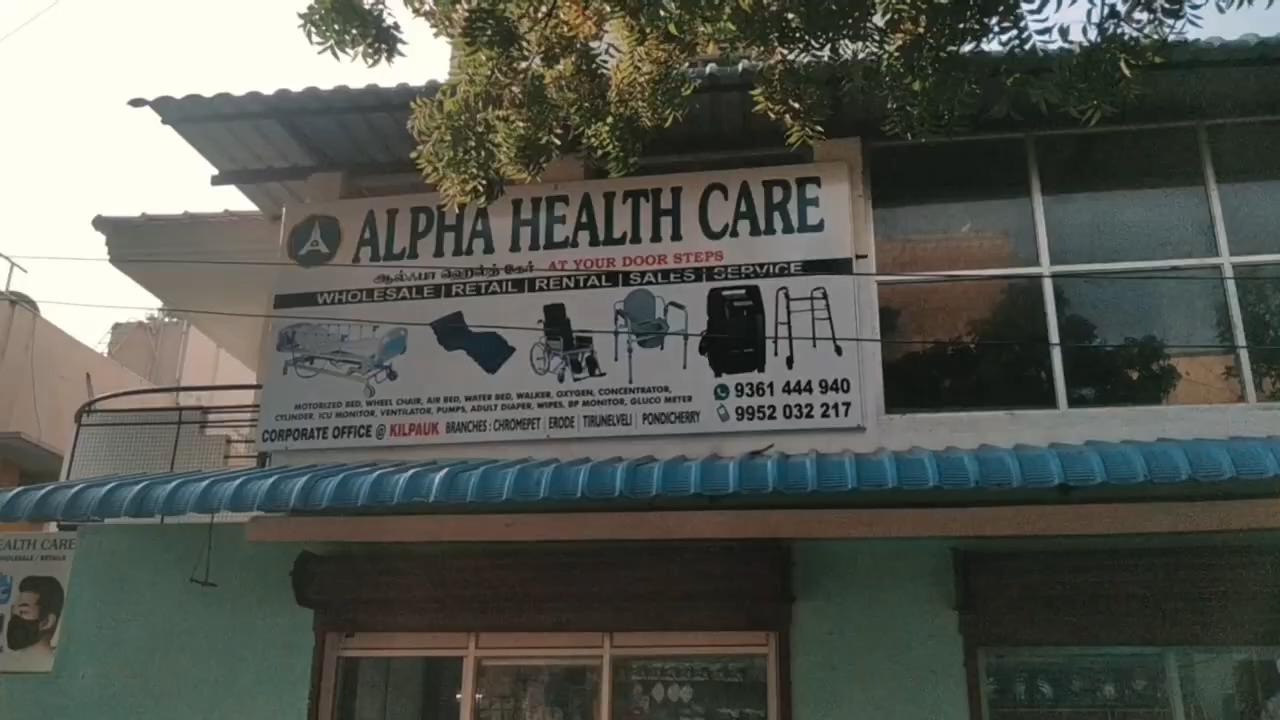 ALPHA HEALTH CARE
ஆல்ஃபா ஹெல்த் கேர் AT YOUR DOOR STEPS
WHOLESALE | RETAIL | RENTAL | SALES | SERVICE
MOTORIZED BED, WHEEL CHAIR, AIR BED, WATER BED, WALKER, OXYGEN, CONCENTRATOR,
CYLINDER, ICU MONITOR, VENTILATOR, PUMPS, ADULT DIAPER, WIPES, BP MONITOR, GLUCO METER
CORPORATE OFFICE @ KILPAUK BRANCHES : CHROMEPET | ERODE | TIRUNELVELI | PONDICHERRY
9361 444 940
9952 032 217
EALTH CARE
WHOLESALE / RETAILS